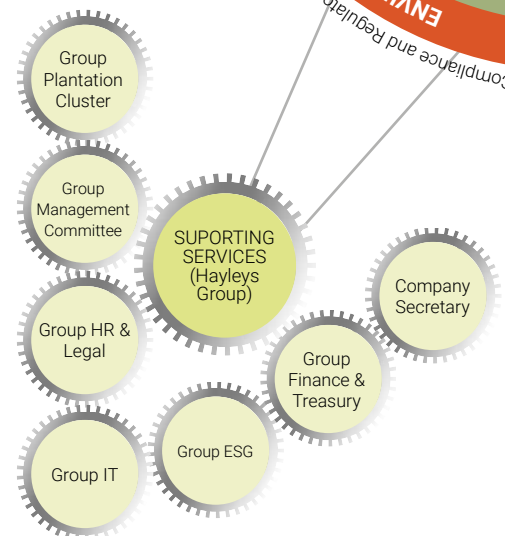 ENVI
Compliance and Regulato
Group
Plantation
Cluster
Group
Management
Committee
SUPORTING
SERVICES
(Hayleys
Group)
Group HR &
Legal
Company
Secretary
Group
Finance &
Treasury
Group ESG
Group IT